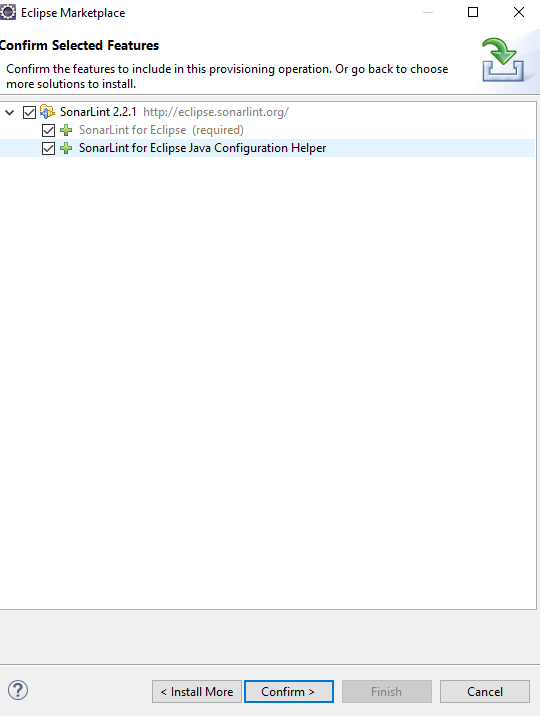 Eclipse Marketplace
Confirm Selected Features
Confirm the features to include in this provisioning operation. Or go back to choose
more solutions to install.
SonarLint 2.2.1 http://eclipse.sonarlint.org/
SonarLint for Eclipse (required)
SonarLint for Eclipse Java Configuration Helper
?
< Install More
Confirm >
Finish
Cancel